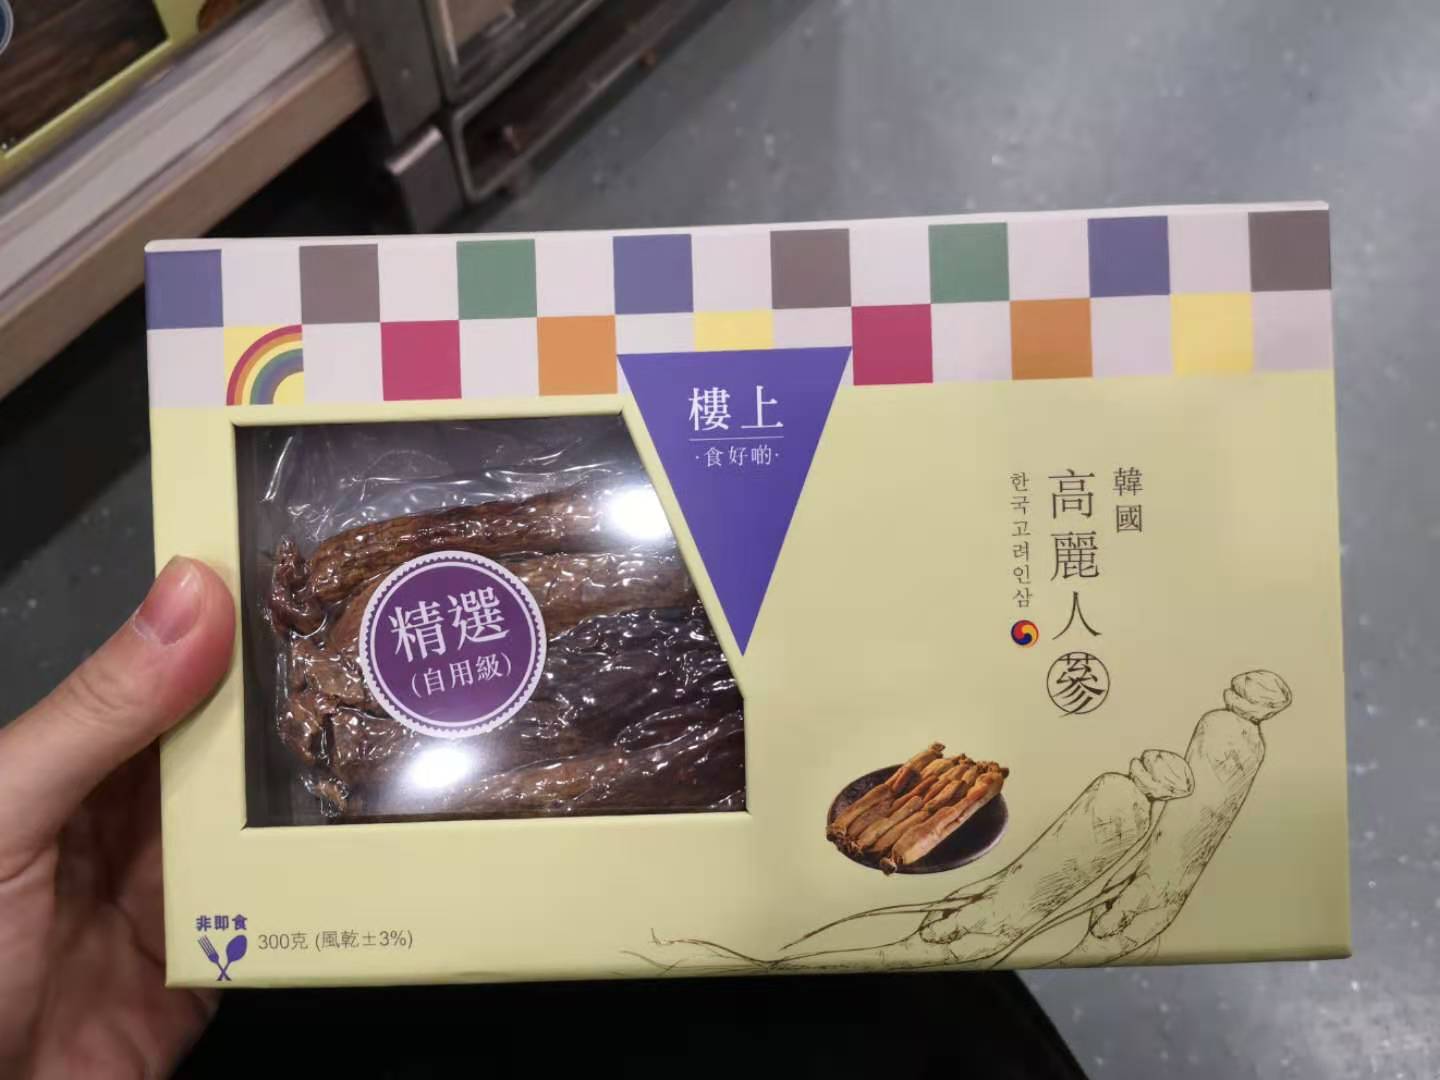 樓上
·食好啲·
韓國
高麗人蔘
한국고려인삼
精選
(自用級)
非即食
300克 (風乾±3%)